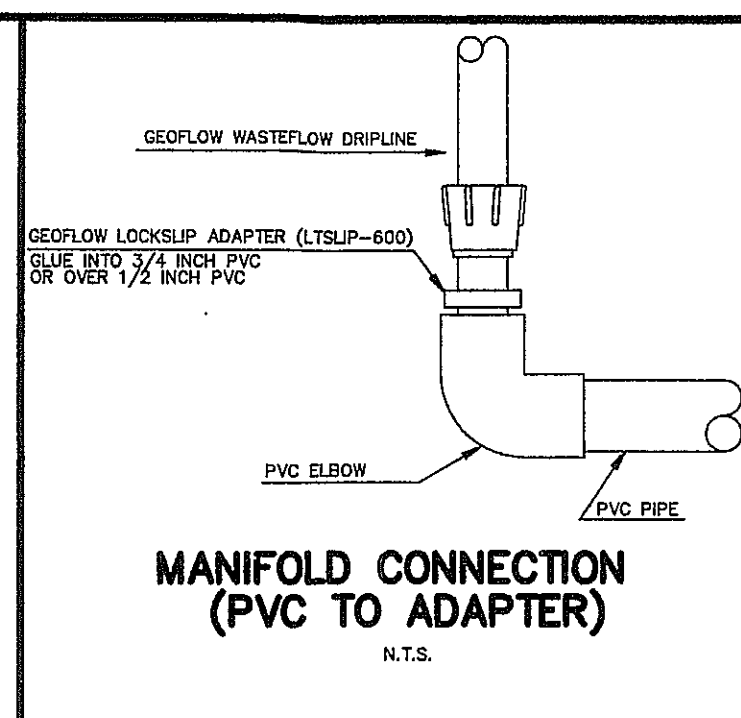 GEOFLOW WASTEFLOW DRIPLINE
GEOFLOW LOCKSLIP ADAPTER (LTSLIP-600)
GLUE INTO 3/4 INCH PVC
OR OVER 1/2 INCH PVC
PVC ELBOW
PVC PIPE
MANIFOLD CONNECTION
(PVC TO ADAPTER)
N.T.S.